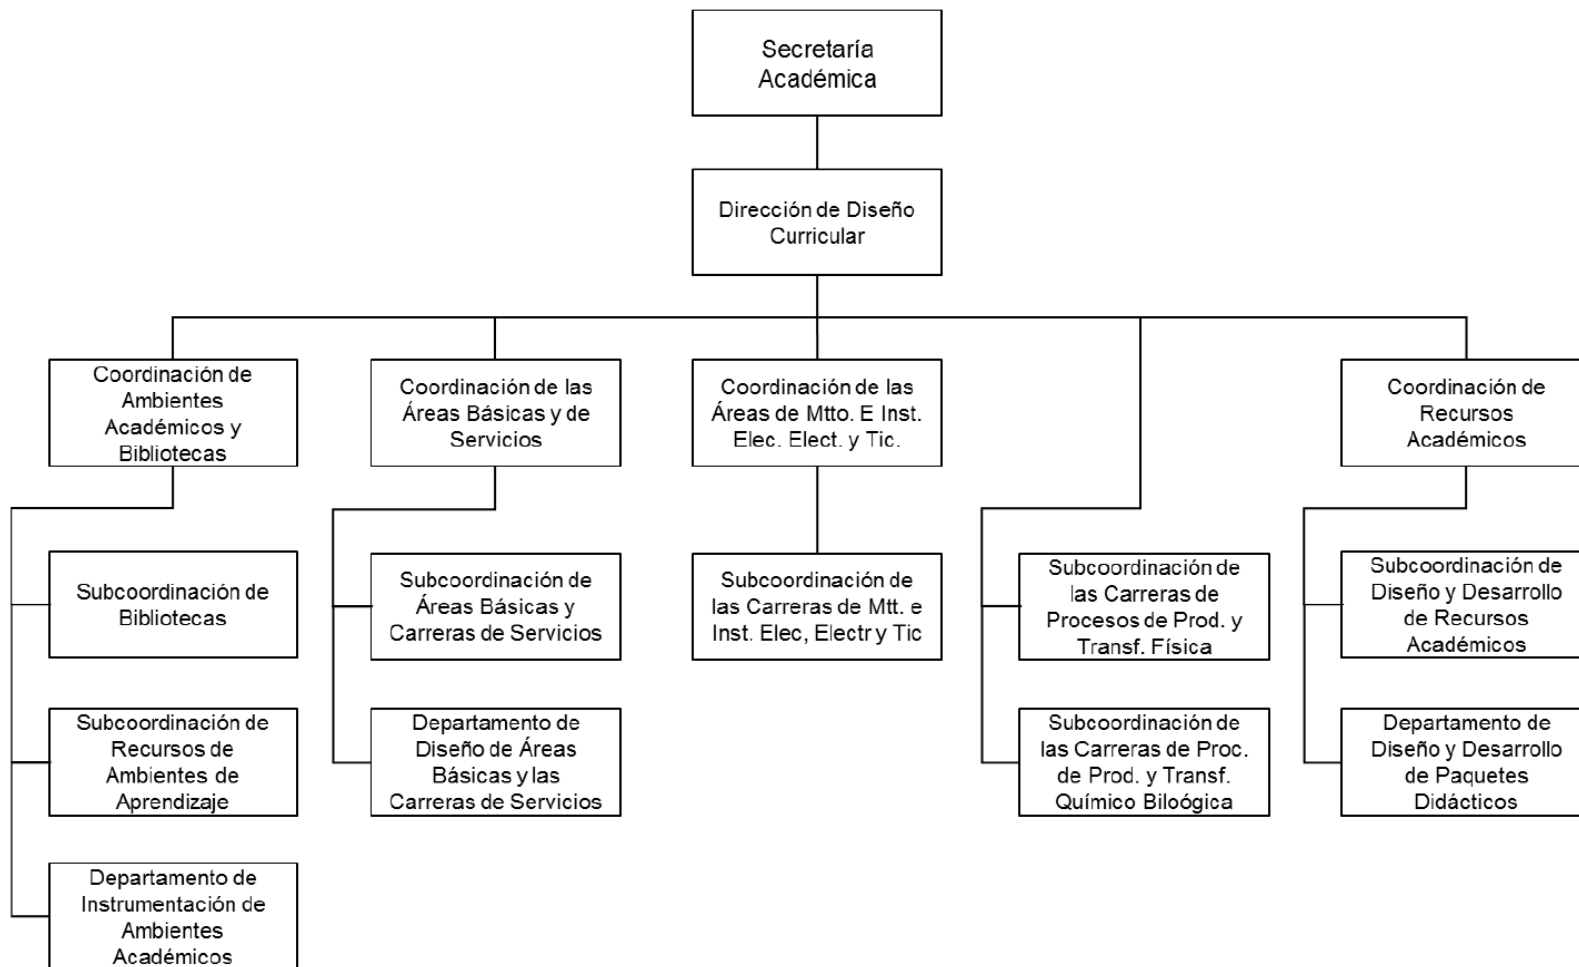 Secretaría
Académica
Dirección de Diseño
Curricular
Coordinación de
Ambientes
Académicos y
Bibliotecas
Coordinación de las
Áreas Básicas y de
Servicios
Coordinación de las
Áreas de Mtto. E Inst.
Elec. Elect. y Tic.
Coordinación de
Recursos
Académicos
Subcoordinación de
Bibliotecas
Subcoordinación de
Áreas Básicas y
Carreras de Servicios
Subcoordinación de
las Carreras de Mtt. e
Inst. Elec, Electr y Tic
Subcoordinación de
las Carreras de
Procesos de Prod. y
Transf. Física
Subcoordinación de
Diseño y Desarrollo
de Recursos
Académicos
Subcoordinación de
Recursos de
Ambientes de
Aprendizaje
Departamento de
Diseño de Áreas
Básicas y las
Carreras de Servicios
Subcoordinación de
las Carreras de Proc.
de Prod. y Transf.
Químico Biloógica
Departamento de
Diseño y Desarrollo
de Paquetes
Didácticos
Departamento de
Instrumentación de
Ambientes
Académicos